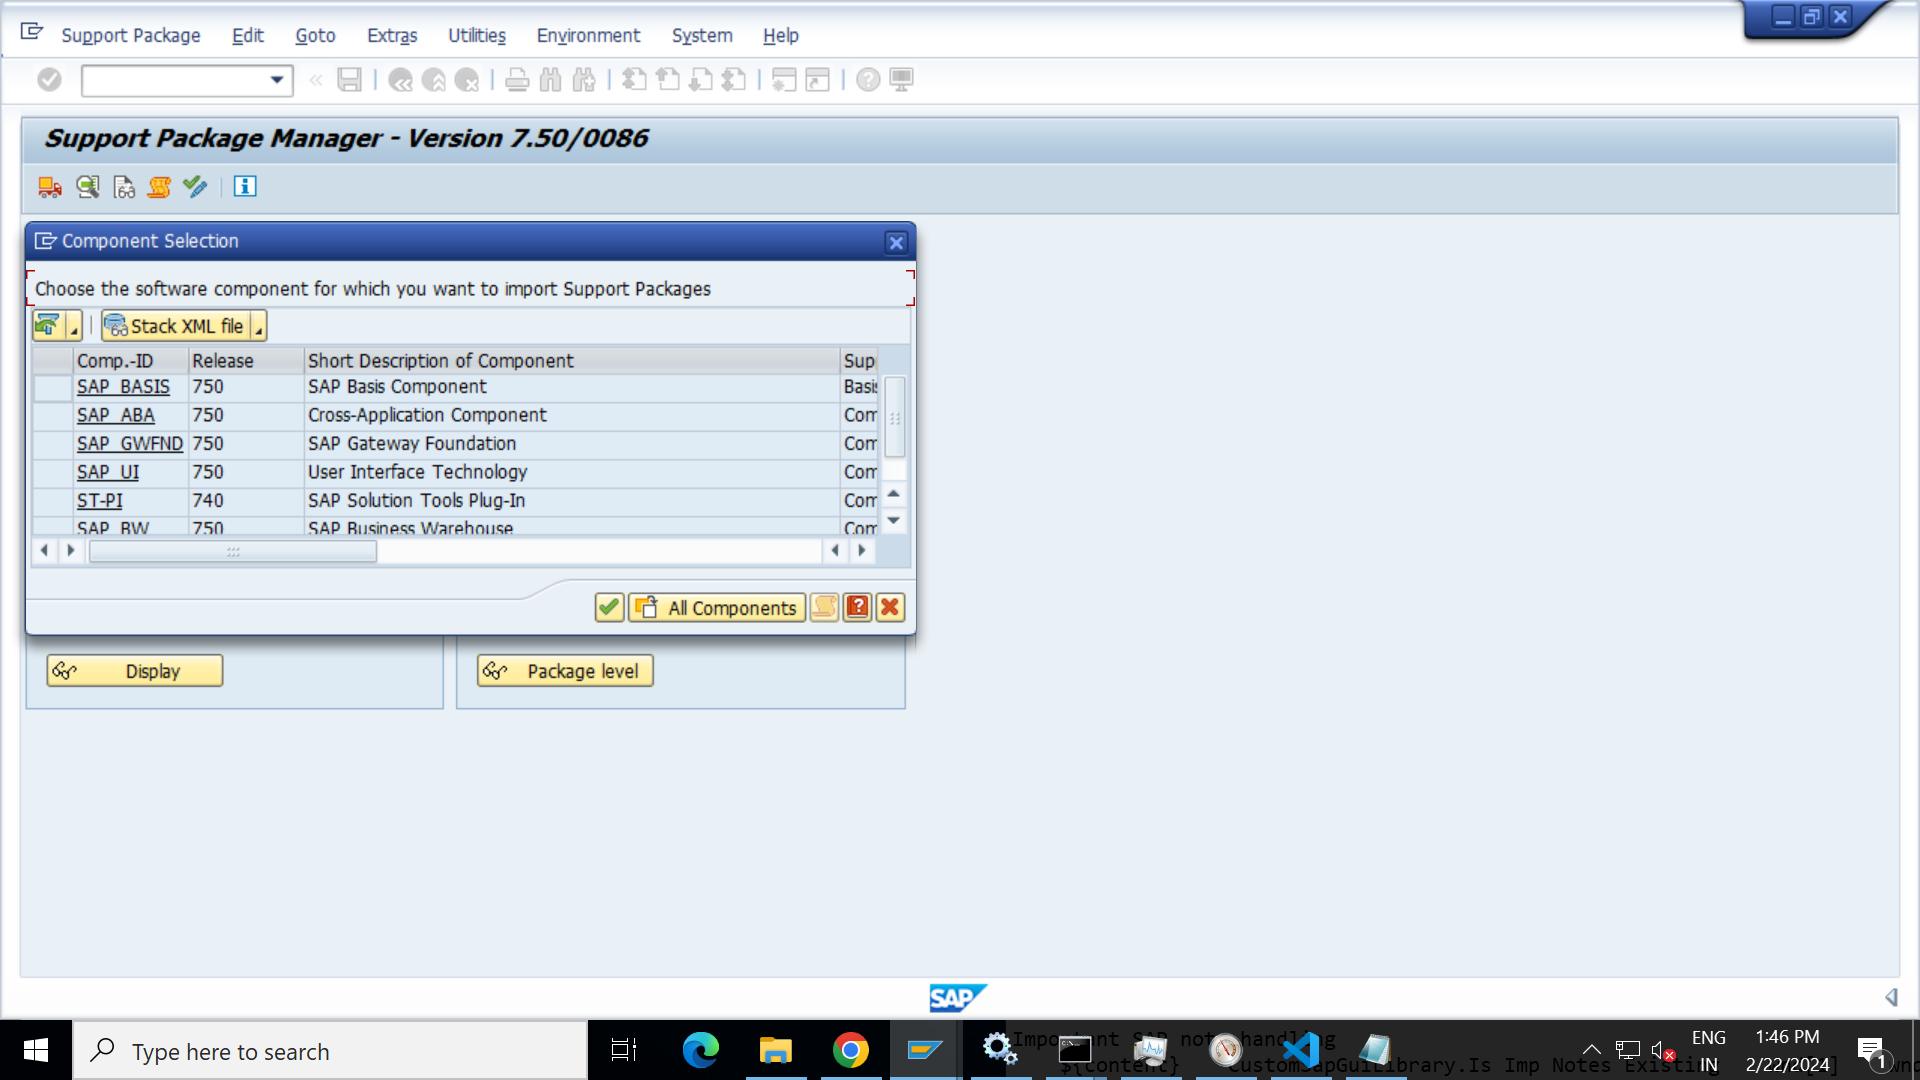 Support Package Edit Goto Extras Utilities Environment System Help
Support Package Manager - Version 7.50/0086
Component Selection
Choose the software component for which you want to import Support Packages
Stack XML file
Comp.-ID Release Short Description of Component Sup
SAP_BASIS 750 SAP Basis Component Basis
SAP_ABA 750 Cross-Application Component Com
SAP_GWFND 750 SAP Gateway Foundation Com
SAP_UI 750 User Interface Technology Com
ST-PI 740 SAP Solution Tools Plug-In Com
SAP_BW 750 SAP Business Warehouse Com
All Components
Display Package level
SAP
Important SAP note handling
${content} CustomSapGuiLibrary.Is Imp Notes Existing
Type here to search
ENG
IN
1:46 PM
2/22/2024
1